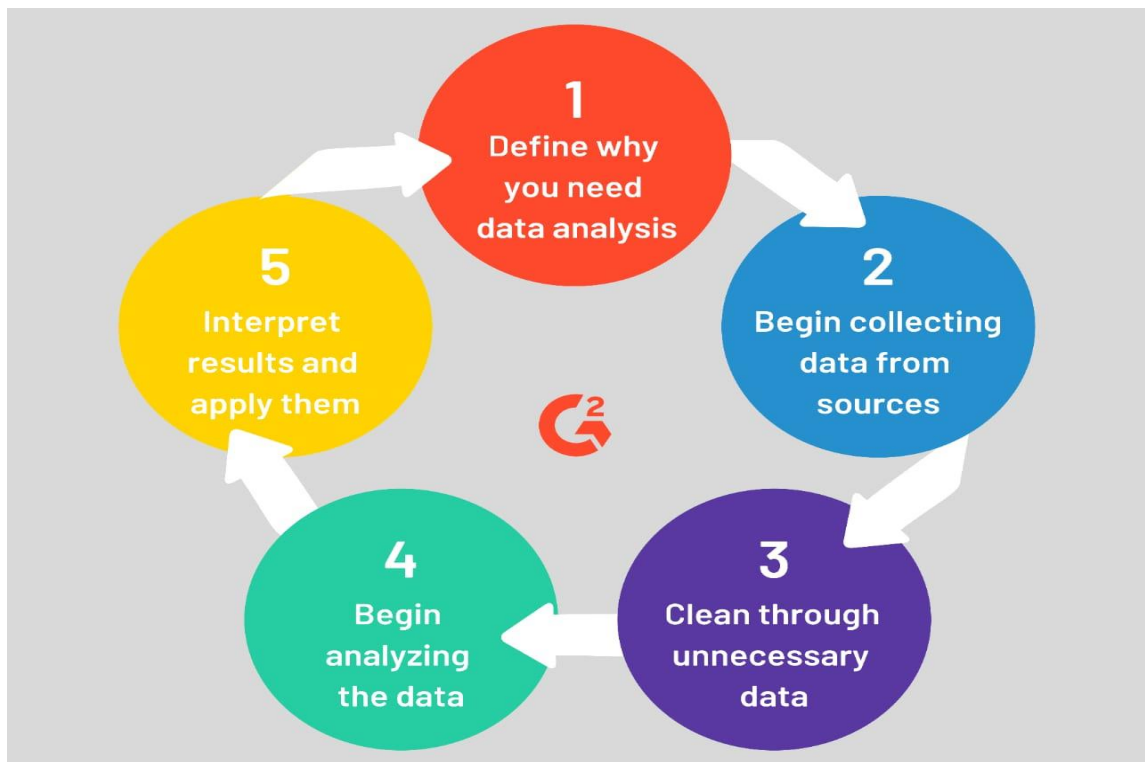 1
Define why
you need
data analysis
2
Begin collecting
data from
sources
3
Clean through
unnecessary
data
4
Begin
analyzing
the data
5
Interpret
results and
apply them
G2